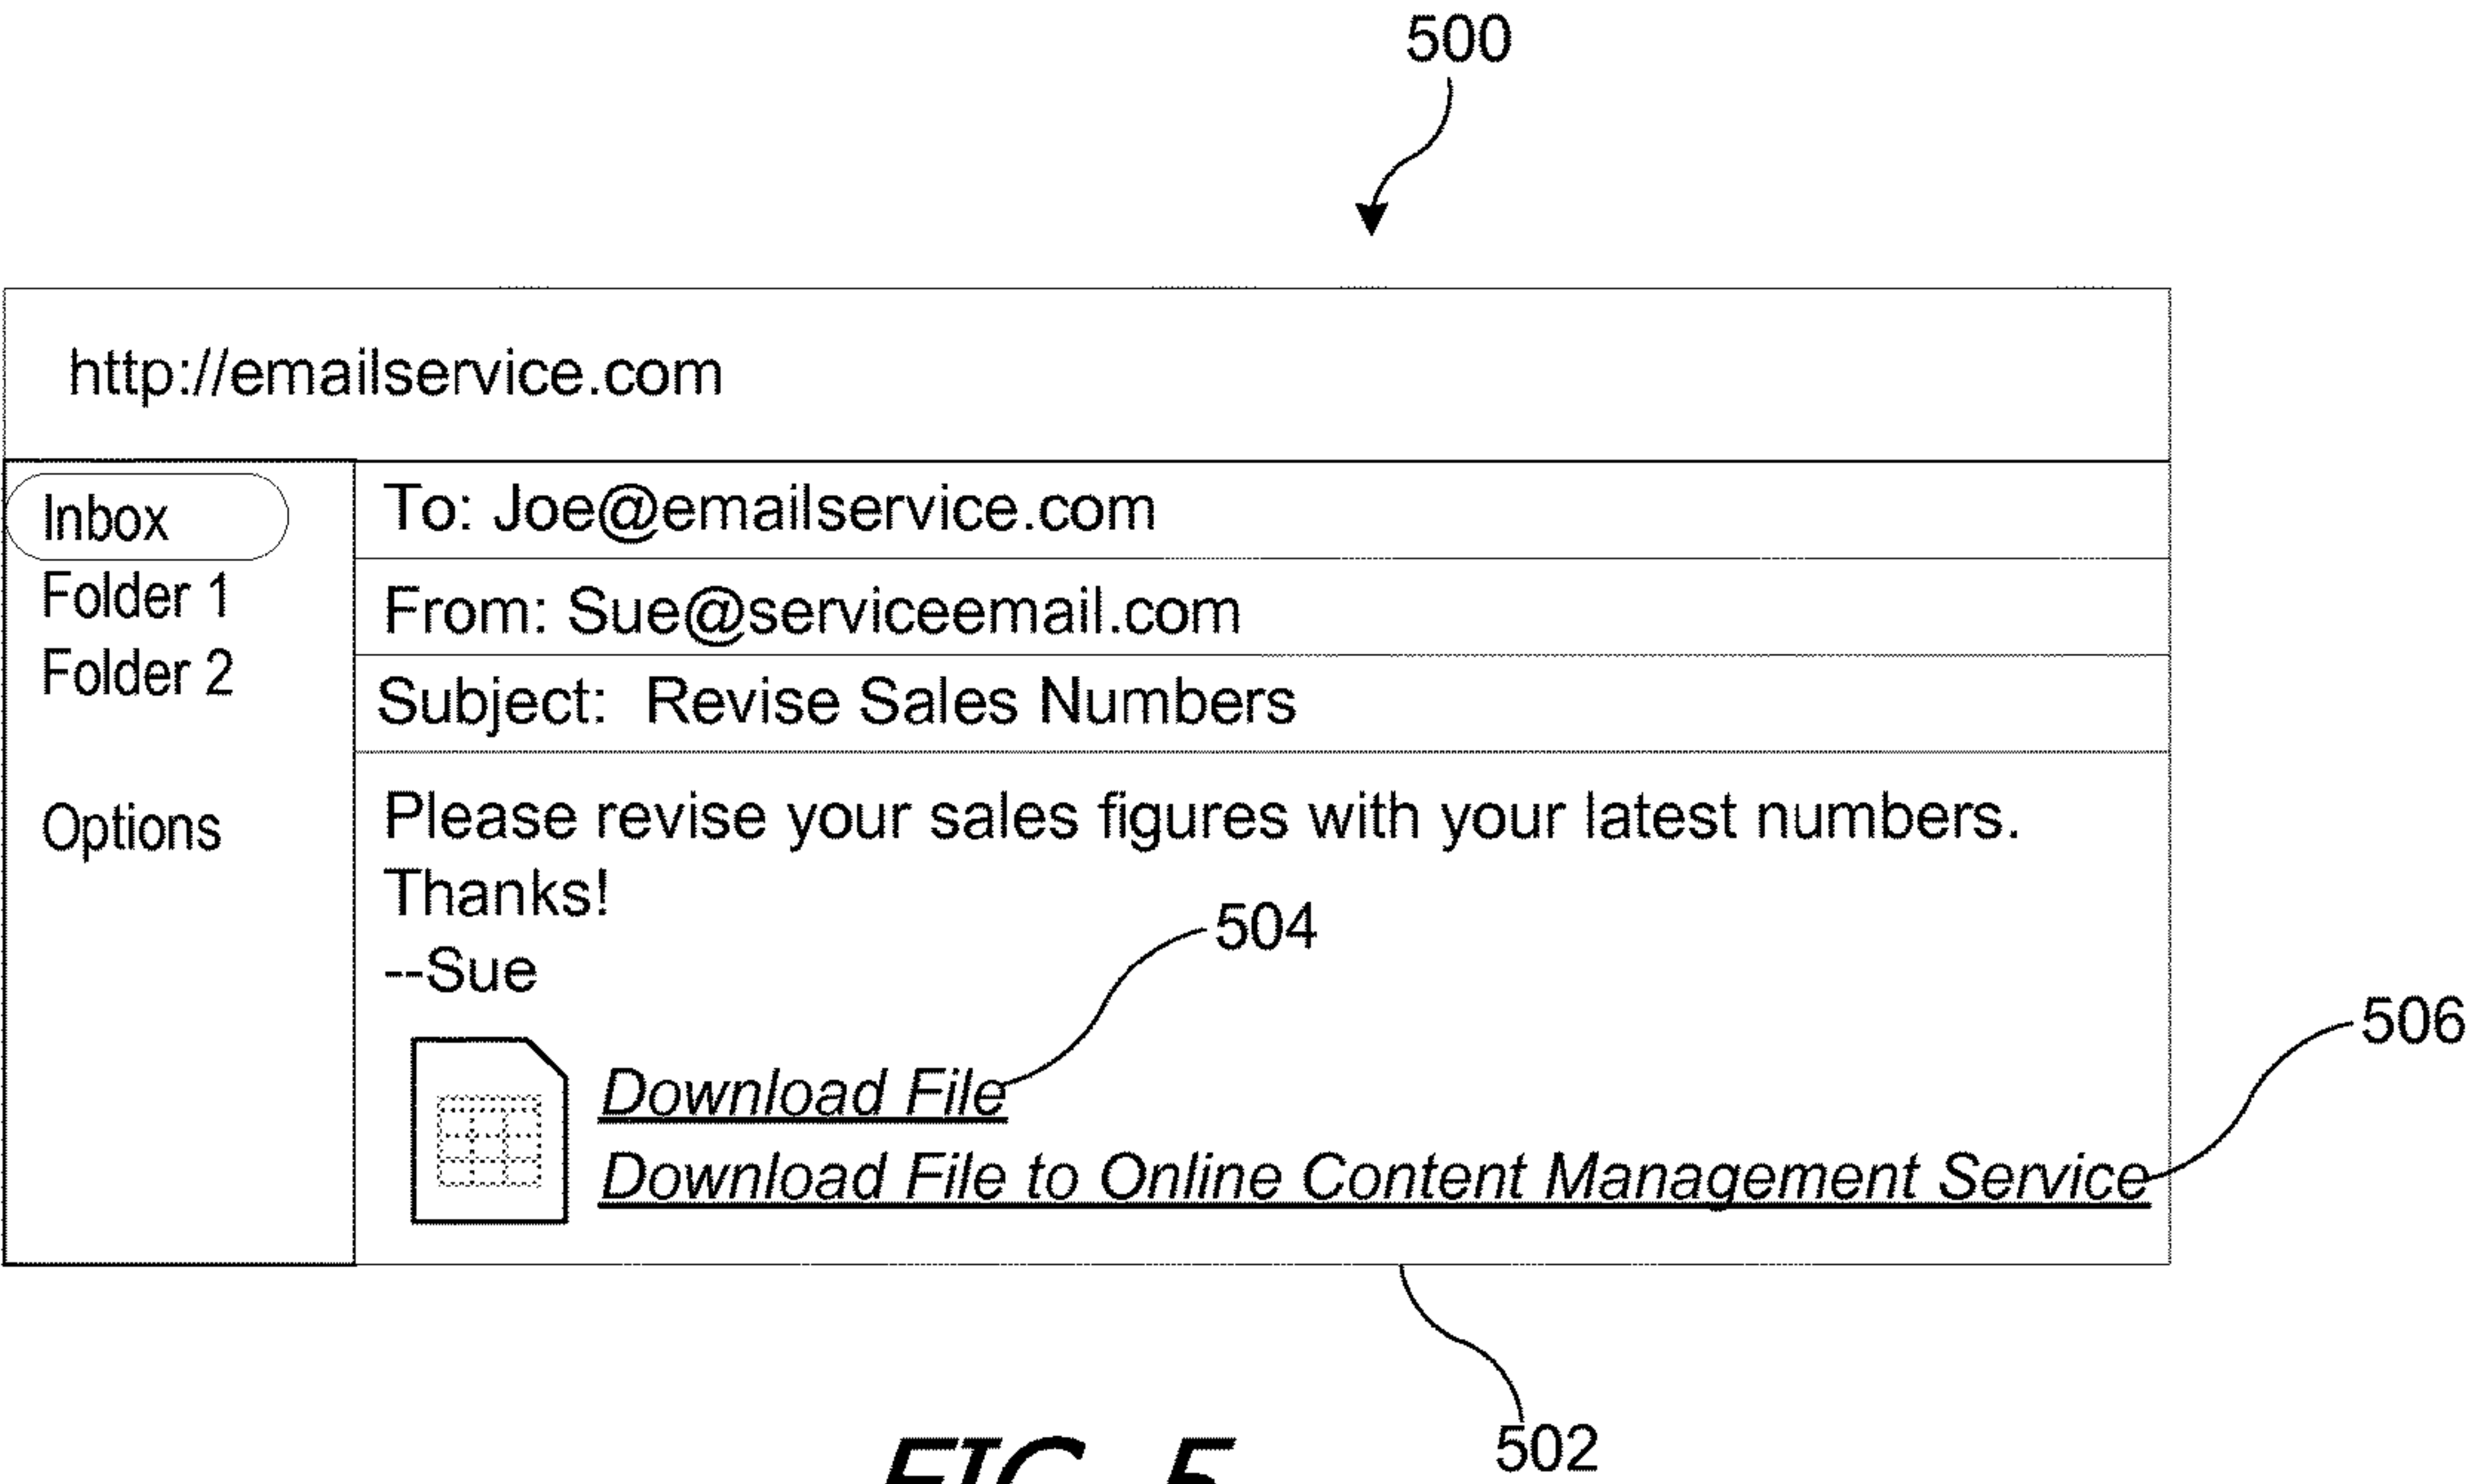 500
http://emailservice.com
Inbox
Folder 1
Folder 2
Options
To: Joe@emailservice.com
From: Sue@serviceemail.com
Subject: Revise Sales Numbers
Please revise your sales figures with your latest numbers.
Thanks!
--Sue
504
506
Download File
Download File to Online Content Management Service
502
FIG. 5